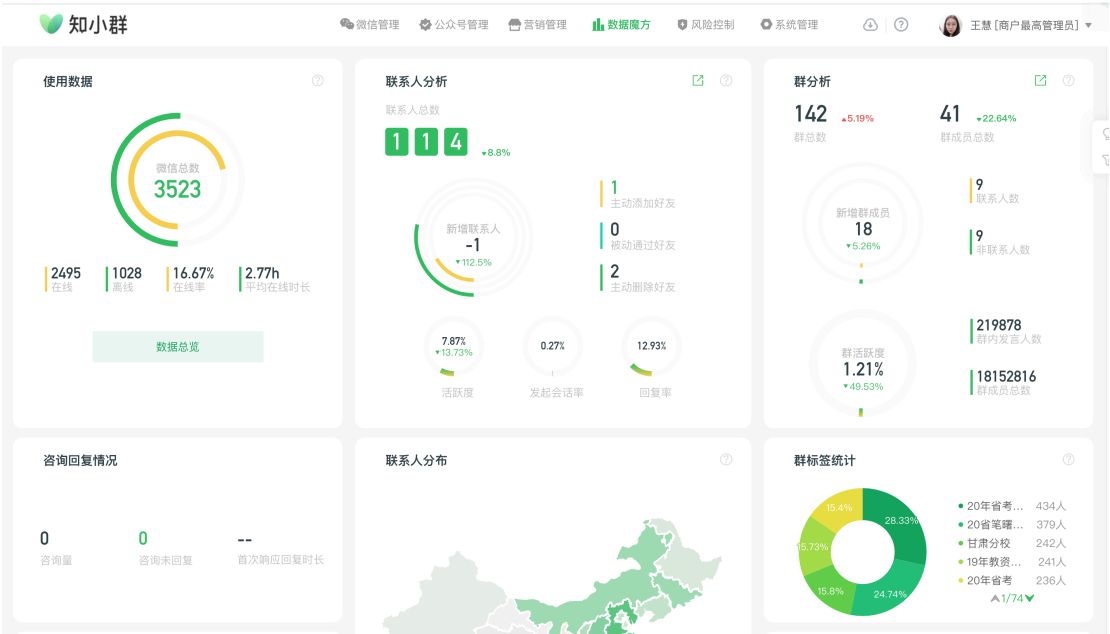 知小群
微信管理
公众号管理
营销管理
数据魔方
风险控制
系统管理
王慧 [商户最高管理员]
使用数据
微信总数
3523
2495
在线
1028
离线
16.67%
在线率
2.77h
平均在线时长
数据总览
联系人分析
联系人总数
1 1 4
▼8.8%
新增联系人
-1
▼112.5%
1
主动添加好友
0
被动通过好友
2
主动删除好友
7.87%
▼13.73%
活跃度
0.27%
发起会话率
12.93%
回复率
群分析
142
▲5.19%
群总数
41
▼22.64%
群成员总数
新增群成员
18
▼5.26%
9
联系人数
9
非联系人数
群活跃度
1.21%
▼49.53%
219878
群内发言人数
18152816
群成员总数
咨询回复情况
0
咨询量
0
咨询未回复
--
首次响应回复时长
联系人分布
群标签统计
15.4%
28.33%
5.73%
15.8%
24.74%
20年省考... 434人
20省笔曙... 379人
甘肃分校 242人
19年教资... 241人
20年省考 236人
1/74